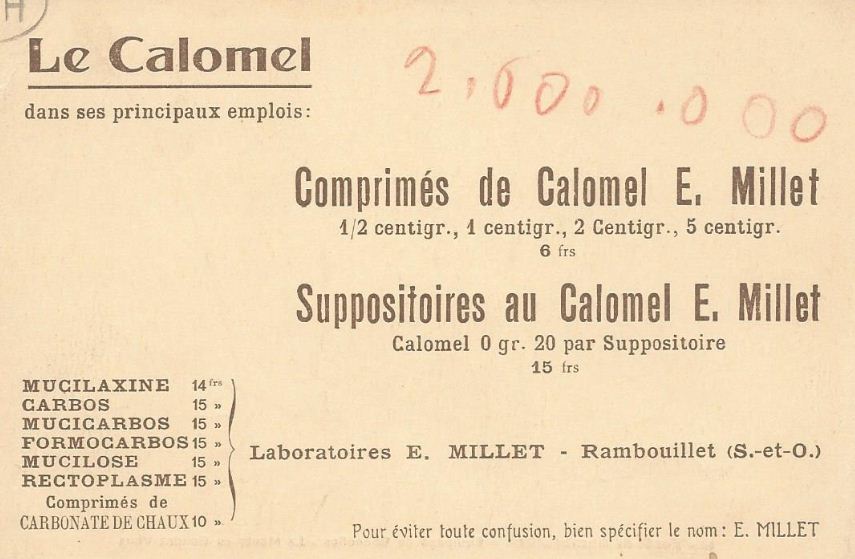 H
Le Calomel
dans ses principaux emplois:
2.000.000
Comprimés de Calomel E. Millet
1/2 centigr., 1 centigr., 2 Centigr., 5 centigr.
6 frs
Suppositoires au Calomel E. Millet
Calomel 0 gr. 20 par Suppositoire
15 frs
MUCILAXINE 14 frs
CARBOS 15 »
MUCICARBOS 15 »
FORMOCARBOS 15 »
MUCILOSE 15 »
RECTOPLASME 15 »
Comprimés de
CARBONATE DE CHAUX 10 »
Laboratoires E. MILLET - Rambouillet (S.-et-O.)
Pour éviter toute confusion, bien spécifier le nom: E. MILLET